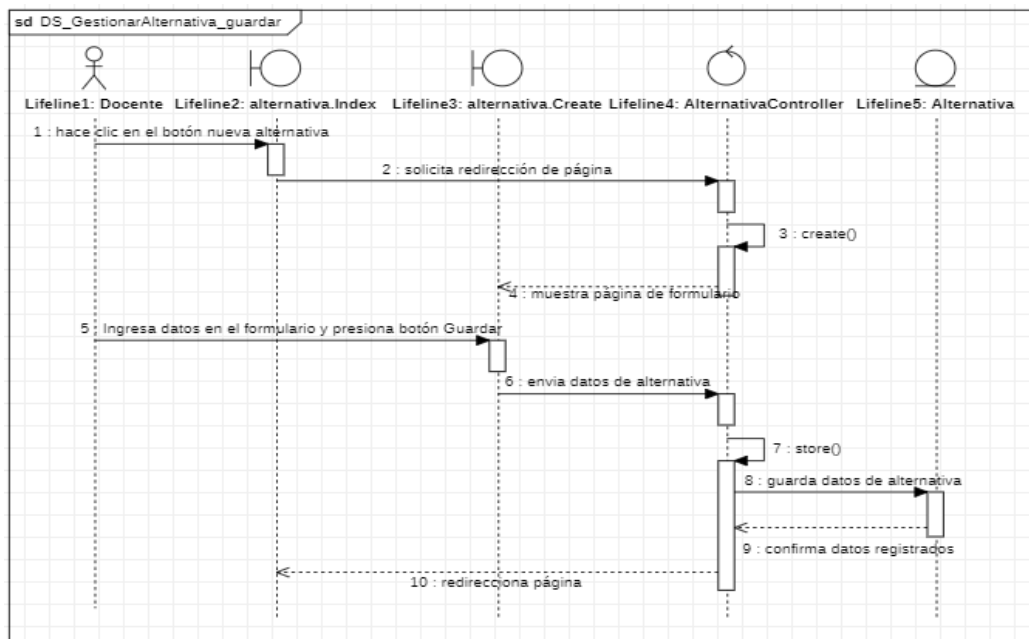 sd DS_GestionarAlternativa_guardar
Lifeline1: Docente Lifeline2: alternativa.Index Lifeline3: alternativa.Create Lifeline4: AlternativaController Lifeline5: Alternativa
1 : hace clic en el botón nueva alternativa
2 : solicita redirección de página
3 : create()
4 : muestra página de formulario
5 : Ingresa datos en el formulario y presiona botón Guardar
6 : envia datos de alternativa
7 : store()
8 : guarda datos de alternativa
9 : confirma datos registrados
10 : redirecciona página